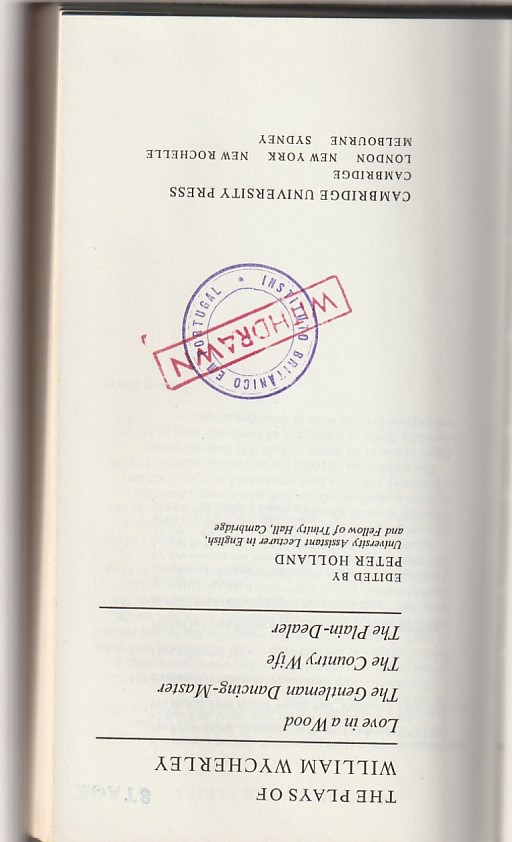 THE PLAYS OF
WILLIAM WYCHERLEY
Love in a Wood
The Gentleman Dancing-Master
The Country Wife
The Plain-Dealer
EDITED BY
PETER HOLLAND
University Assistant Lecturer in English,
and Fellow of Trinity Hall, Cambridge
INSTITUTO BRITÂNICO EM PORTUGAL *
WITHDRAWN
CAMBRIDGE UNIVERSITY PRESS
CAMBRIDGE
LONDON NEW YORK NEW ROCHELLE
MELBOURNE SYDNEY